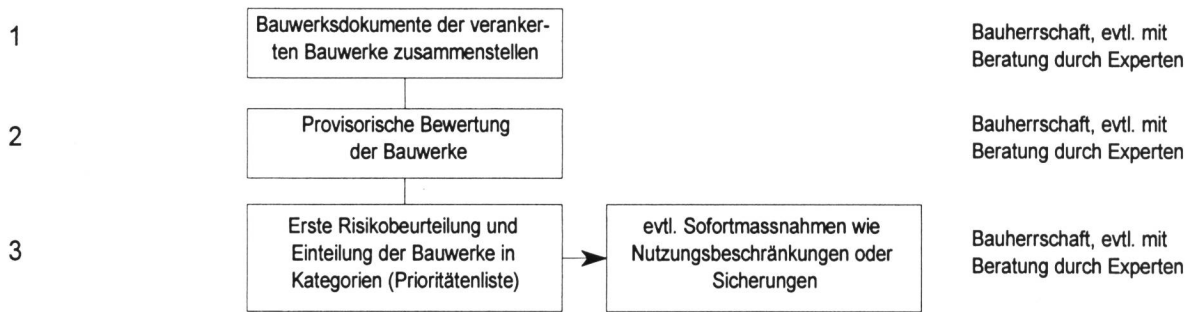 1
Bauwerksdokumente der veranker-
ten Bauwerke zusammenstellen
Bauherrschaft, evtl. mit
Beratung durch Experten
2
Provisorische Bewertung
der Bauwerke
Bauherrschaft, evtl. mit
Beratung durch Experten
3
Erste Risikobeurteilung und
Einteilung der Bauwerke in
Kategorien (Prioritätenliste)
evtl. Sofortmassnahmen wie
Nutzungsbeschränkungen oder
Sicherungen
Bauherrschaft, evtl. mit
Beratung durch Experten